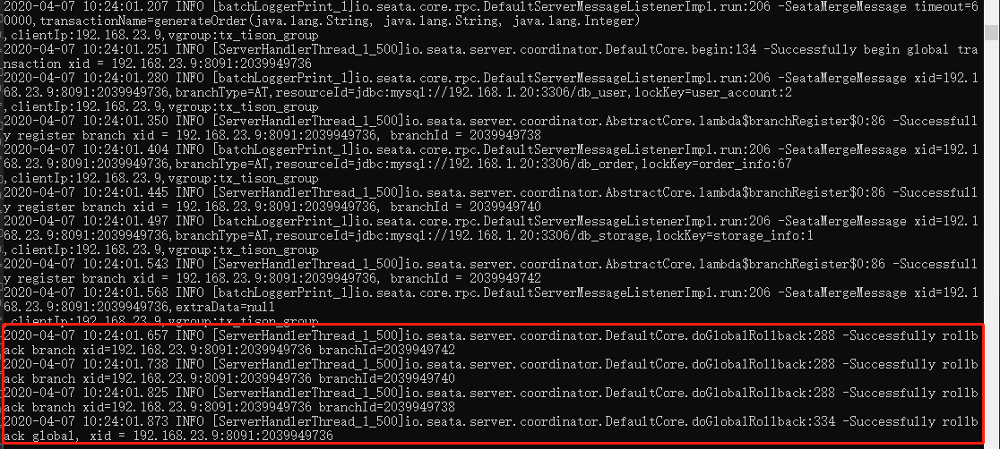 2020-04-07 10:24:01.207 INFO [batchLoggerPrint_1]io.seata.core.rpc.DefaultServerMessageListenerImpl.run:206 -SeataMergeMessage timeout=6
0000,transactionName=generateOrder(java.lang.String, java.lang.String, java.lang.Integer)
,clientIp:192.168.23.9,vgroup:tx_tison_group
2020-04-07 10:24:01.251 INFO [ServerHandlerThread_1_500]io.seata.server.coordinator.DefaultCore.begin:134 -Successfully begin global tra
nsaction xid = 192.168.23.9:8091:2039949736
2020-04-07 10:24:01.280 INFO [batchLoggerPrint_1]io.seata.core.rpc.DefaultServerMessageListenerImpl.run:206 -SeataMergeMessage xid=192.1
68.23.9:8091:2039949736,branchType=AT,resourceId=jdbc:mysql://192.168.1.20:3306/db_user,lockKey=user_account:2
,clientIp:192.168.23.9,vgroup:tx_tison_group
2020-04-07 10:24:01.350 INFO [ServerHandlerThread_1_500]io.seata.server.coordinator.AbstractCore.lambda$branchRegister$0:86 -Successfull
y register branch xid = 192.168.23.9:8091:2039949736, branchId = 2039949738
2020-04-07 10:24:01.404 INFO [batchLoggerPrint_1]io.seata.core.rpc.DefaultServerMessageListenerImpl.run:206 -SeataMergeMessage xid=192.1
68.23.9:8091:2039949736,branchType=AT,resourceId=jdbc:mysql://192.168.1.20:3306/db_order,lockKey=order_info:67
,clientIp:192.168.23.9,vgroup:tx_tison_group
2020-04-07 10:24:01.445 INFO [ServerHandlerThread_1_500]io.seata.server.coordinator.AbstractCore.lambda$branchRegister$0:86 -Successfull
y register branch xid = 192.168.23.9:8091:2039949736, branchId = 2039949740
2020-04-07 10:24:01.497 INFO [batchLoggerPrint_1]io.seata.core.rpc.DefaultServerMessageListenerImpl.run:206 -SeataMergeMessage xid=192.1
68.23.9:8091:2039949736,branchType=AT,resourceId=jdbc:mysql://192.168.1.20:3306/db_storage,lockKey=storage_info:1
,clientIp:192.168.23.9,vgroup:tx_tison_group
2020-04-07 10:24:01.543 INFO [ServerHandlerThread_1_500]io.seata.server.coordinator.AbstractCore.lambda$branchRegister$0:86 -Successfull
y register branch xid = 192.168.23.9:8091:2039949736, branchId = 2039949742
2020-04-07 10:24:01.568 INFO [batchLoggerPrint_1]io.seata.core.rpc.DefaultServerMessageListenerImpl.run:206 -SeataMergeMessage xid=192.1
68.23.9:8091:2039949736,extraData=null
,clientIp:192.168.23.9,vgroup:tx_tison_group
2020-04-07 10:24:01.657 INFO [ServerHandlerThread_1_500]io.seata.server.coordinator.DefaultCore.doGlobalRollback:288 -Successfully rollb
ack branch xid=192.168.23.9:8091:2039949736 branchId=2039949742
2020-04-07 10:24:01.738 INFO [ServerHandlerThread_1_500]io.seata.server.coordinator.DefaultCore.doGlobalRollback:288 -Successfully rollb
ack branch xid=192.168.23.9:8091:2039949736 branchId=2039949740
2020-04-07 10:24:01.825 INFO [ServerHandlerThread_1_500]io.seata.server.coordinator.DefaultCore.doGlobalRollback:288 -Successfully rollb
ack branch xid=192.168.23.9:8091:2039949736 branchId=2039949738
2020-04-07 10:24:01.873 INFO [ServerHandlerThread_1_500]io.seata.server.coordinator.DefaultCore.doGlobalRollback:334 -Successfully rollb
ack global, xid = 192.168.23.9:8091:2039949736